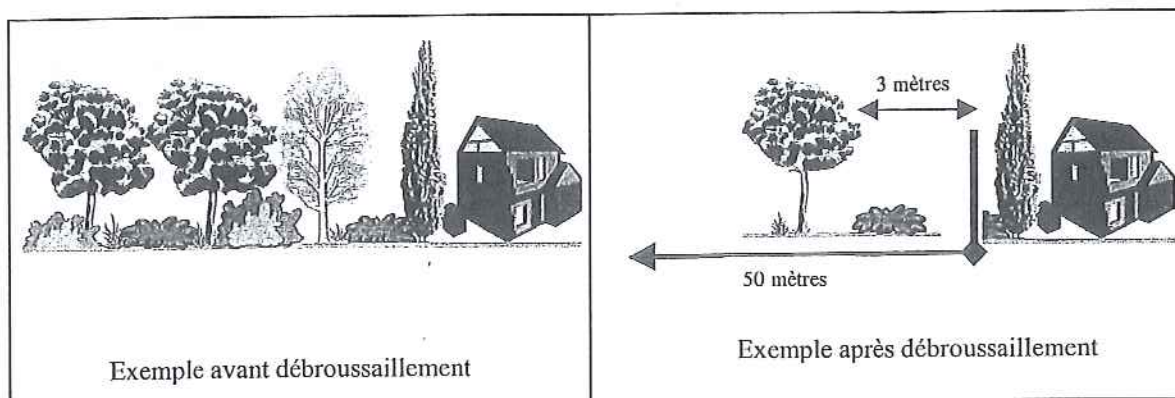 3 mètres
50 mètres
Exemple avant débroussaillement
Exemple après débroussaillement